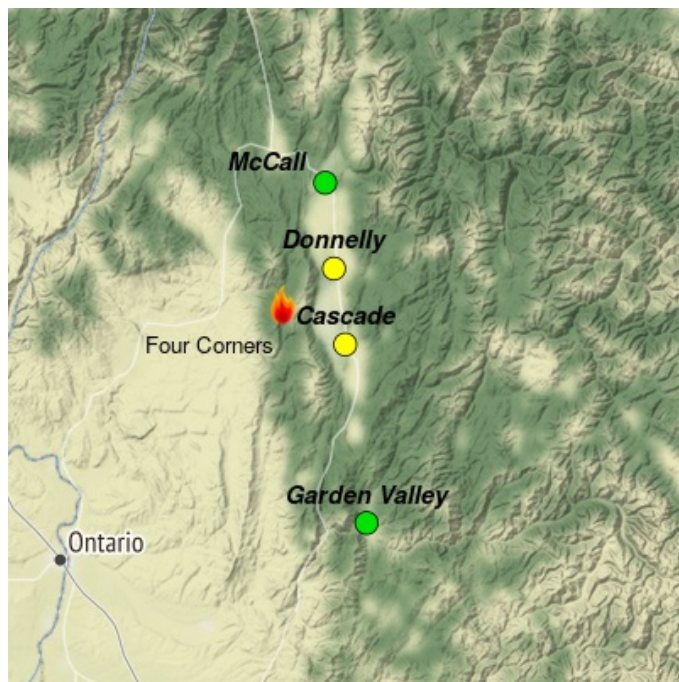 McCall
Donnelly
Cascade
Four Corners
Garden Valley
Ontario